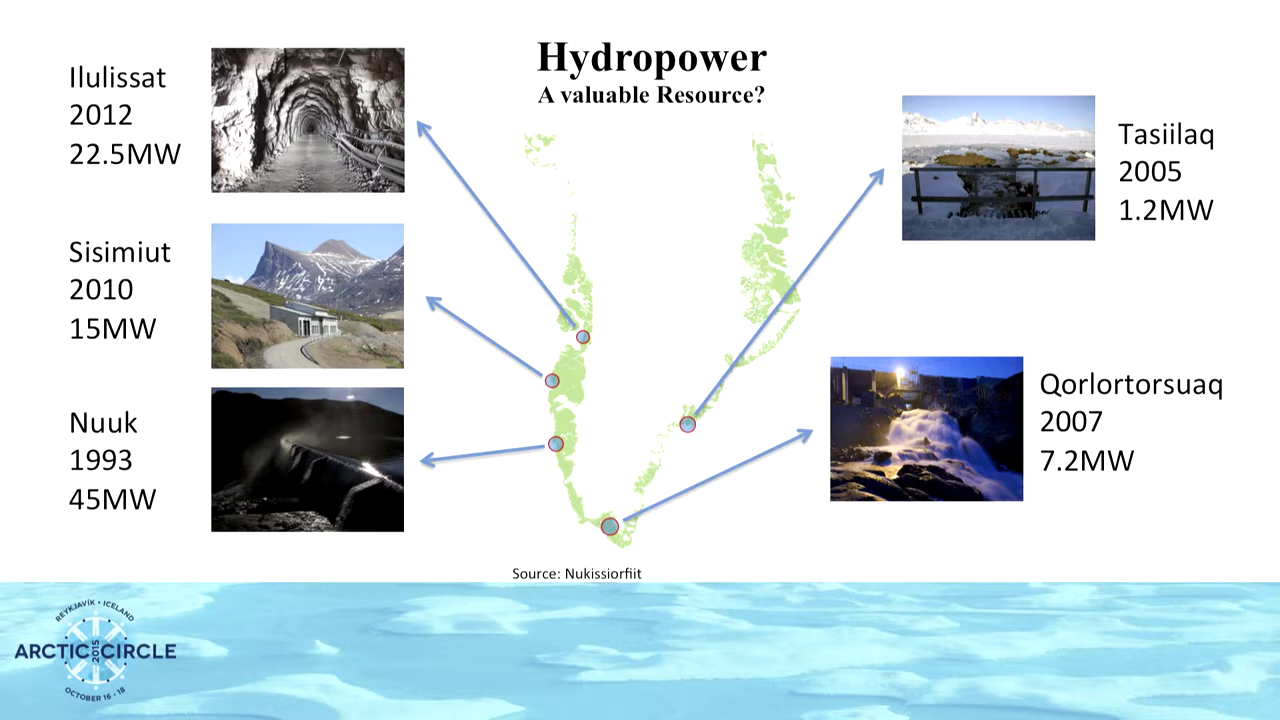 Hydropower
A valuable Resource?
Ilulissat
2012
22.5MW
Sisimiut
2010
15MW
Nuuk
1993
45MW
Tasiilaq
2005
1.2MW
Qorlortorsuaq
2007
7.2MW
Source: Nukissiorfiit
REYKJAVÍK • ICELAND
ARCTIC CIRCLE
2015
OCTOBER 16 - 18